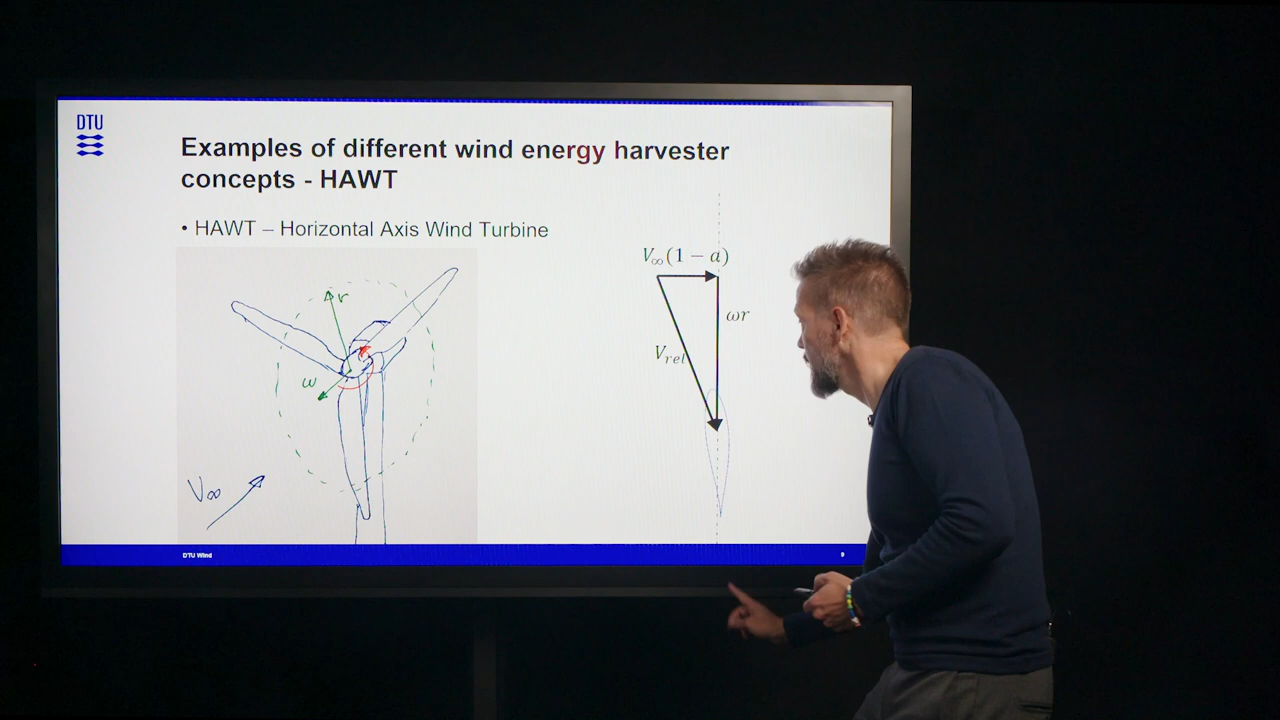 DTU
Examples of different wind energy harvester
concepts - HAWT
• HAWT – Horizontal Axis Wind Turbine
V∞(1 − a)
r
ωr
Vrel
ω
V∞
DTU Wind
9